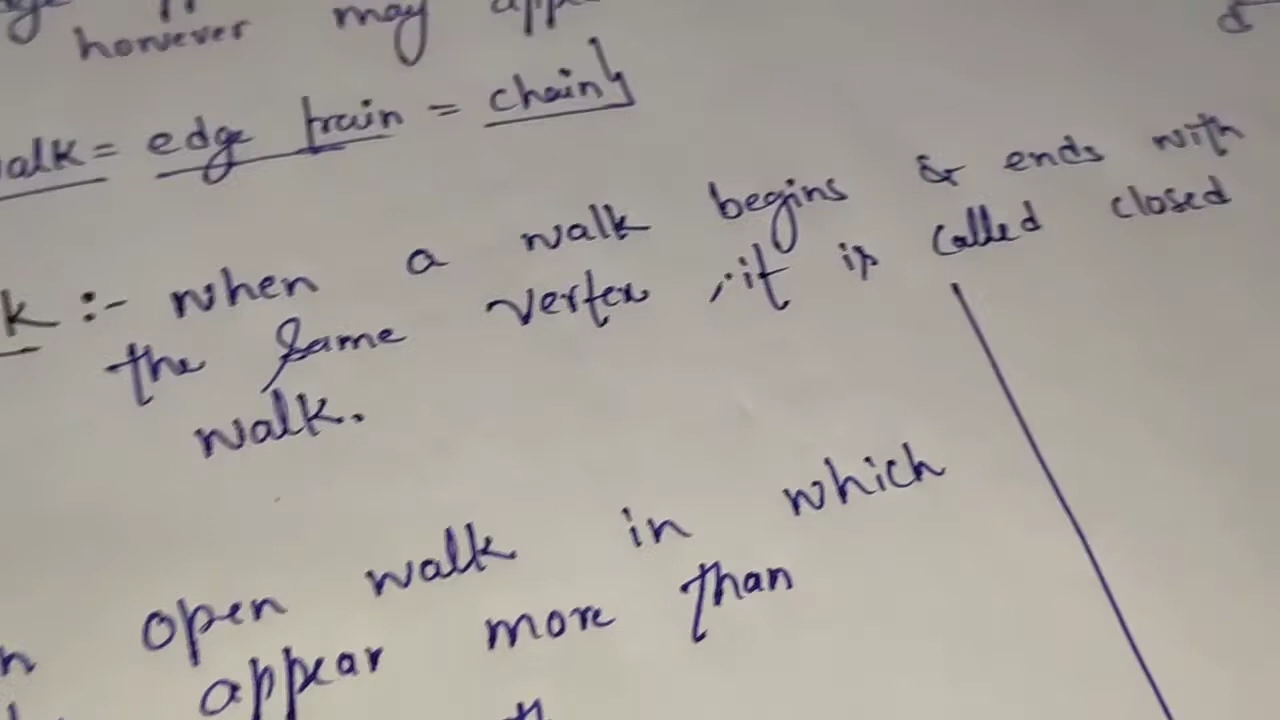 however may
walk = edge train = chain}
k :- when a walk begins & ends with
the same vertex, it is called closed
walk.
open walk in which
appear more than